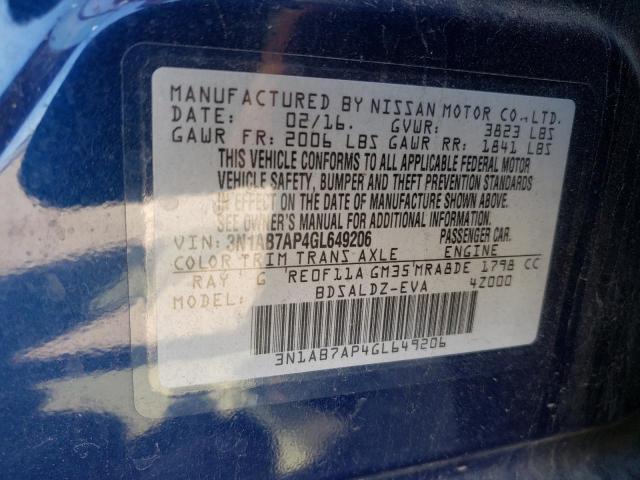 MANUFACTURED BY NISSAN MOTOR CO.,LTD.
DATE: 02/16. GVWR: 3823 LBS
GAWR FR: 2006 LBS GAWR RR: 1841 LBS
THIS VEHICLE CONFORMS TO ALL APPLICABLE FEDERAL MOTOR
VEHICLE SAFETY, BUMPER AND THEFT PREVENTION STANDARDS
IN EFFECT ON THE DATE OF MANUFACTURE SHOWN ABOVE.
SEE OWNER'S MANUAL FOR ADDITIONAL INFORMATION.
VIN: 3N1AB7AP4GL649206 PASSENGER CAR.
COLOR TRIM TRANS AXLE ENGINE
RAY G RE0F11A GM35 MRA8DE 1798 CC
MODEL: BDSALDZ-EVA 4Z000
3N1AB7AP4GL649206